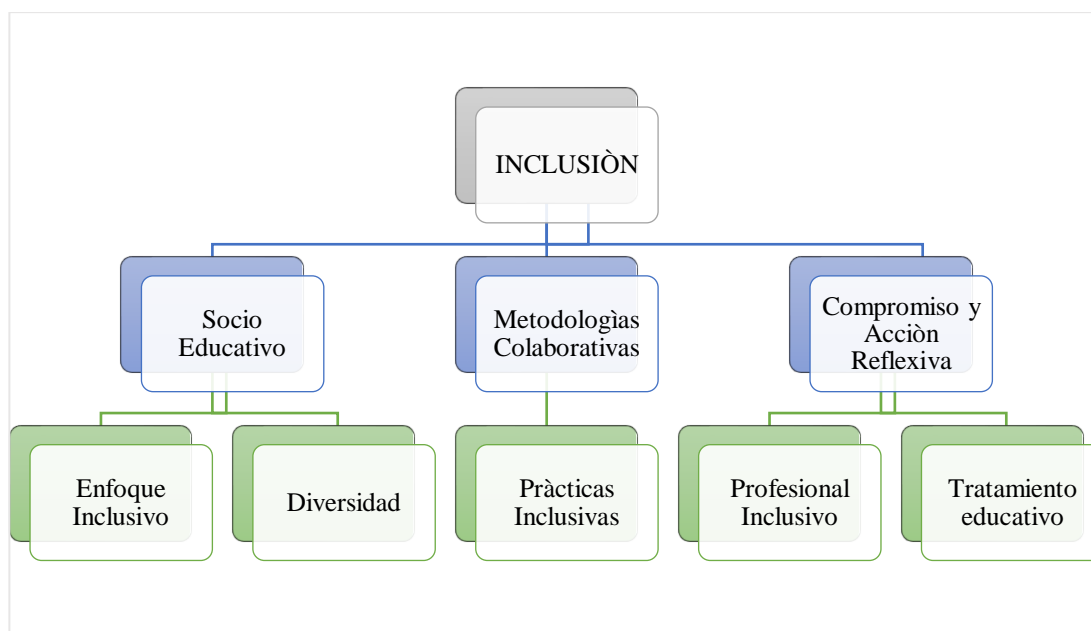 INCLUSIÒN
Socio
Educativo
Metodologìas
Colaborativas
Compromiso y
Acciòn
Reflexiva
Enfoque
Inclusivo
Diversidad
Pràcticas
Inclusivas
Profesional
Inclusivo
Tratamiento
educativo